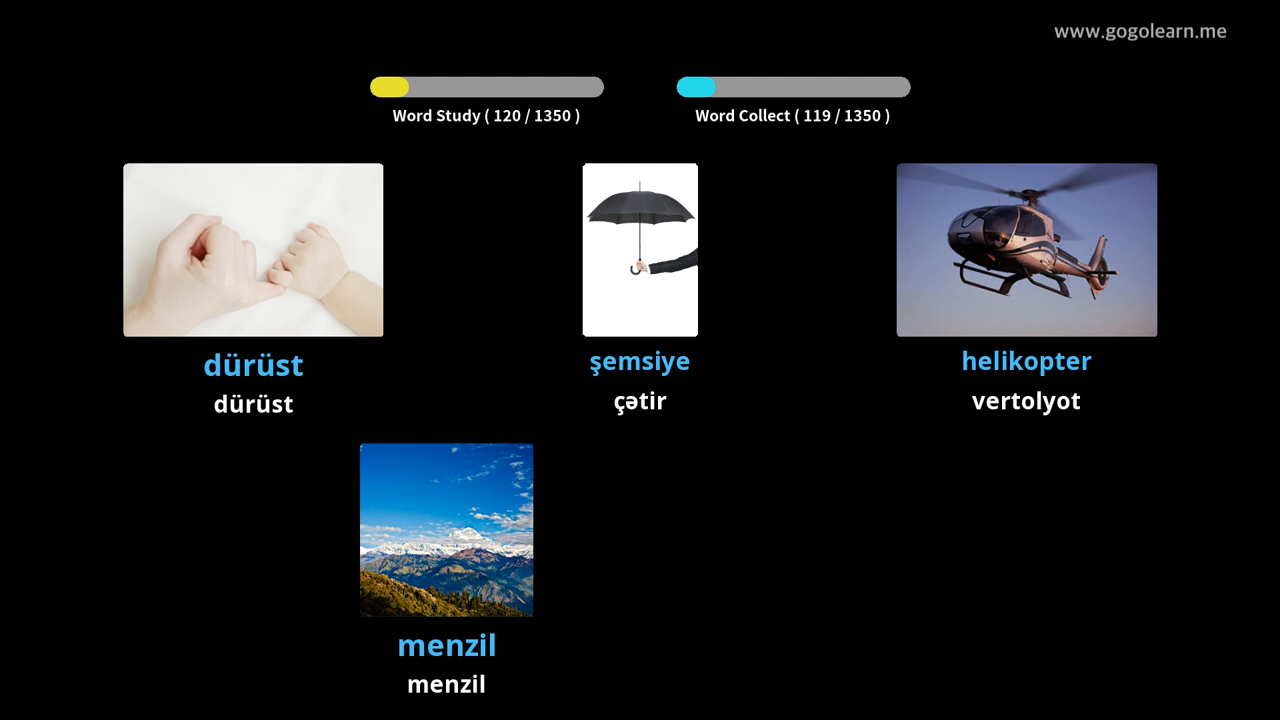 www.gogolearn.me
Word Study ( 120 / 1350 )
Word Collect ( 119 / 1350 )
dürüst
dürüst
şemsiye
çətir
helikopter
vertolyot
menzil
menzil